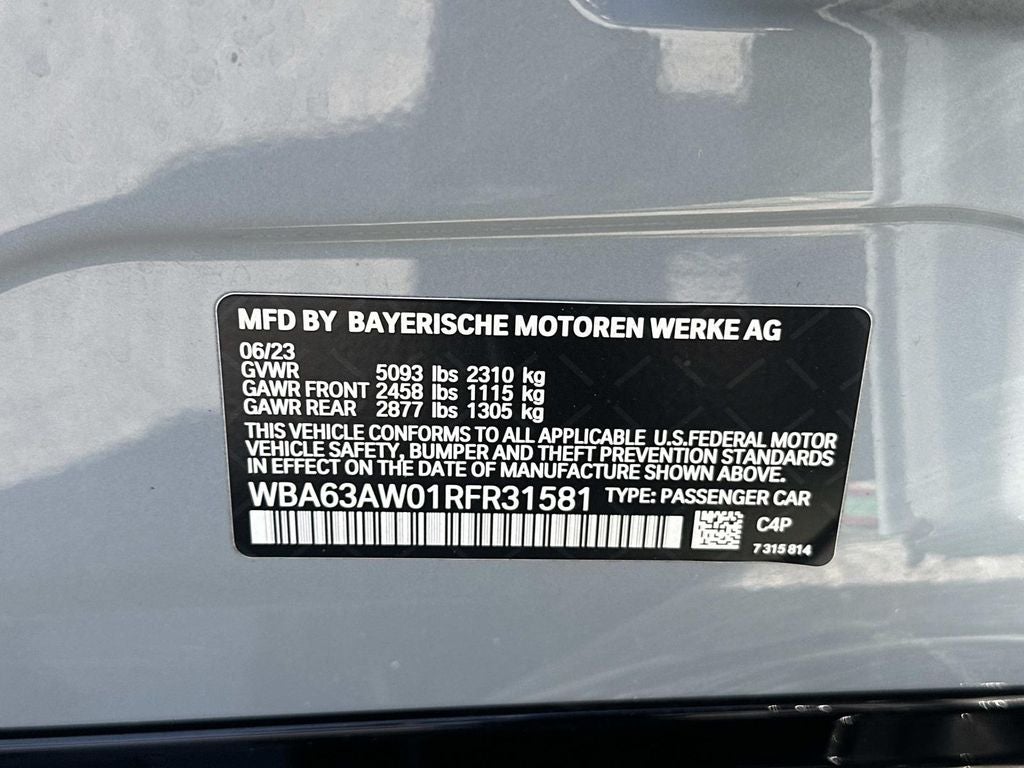 MFD BY BAYERISCHE MOTOREN WERKE AG
06/23
GVWR 5093 lbs 2310 kg
GAWR FRONT 2458 lbs 1115 kg
GAWR REAR 2877 lbs 1305 kg
THIS VEHICLE CONFORMS TO ALL APPLICABLE U.S.FEDERAL MOTOR
VEHICLE SAFETY, BUMPER AND THEFT PREVENTION STANDARDS
IN EFFECT ON THE DATE OF MANUFACTURE SHOWN ABOVE.
WBA63AW01RFR31581 TYPE: PASSENGER CAR
C4P
7 315 814